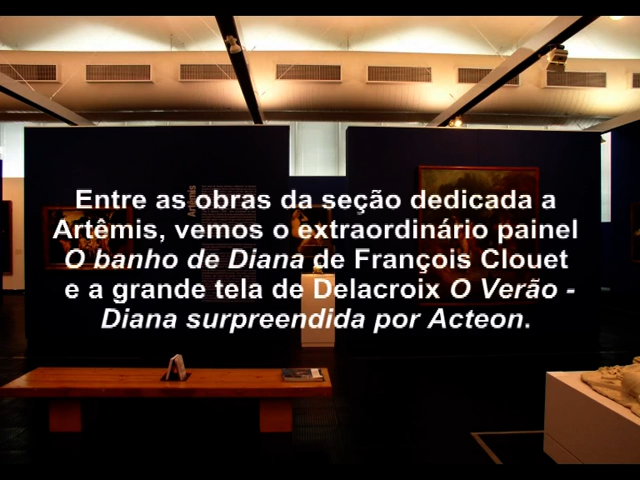 Entre as obras da seção dedicada a
Artêmis, vemos o extraordinário painel
O banho de Diana de François Clouet
e a grande tela de Delacroix O Verão -
Diana surpreendida por Acteon.
Artêmis